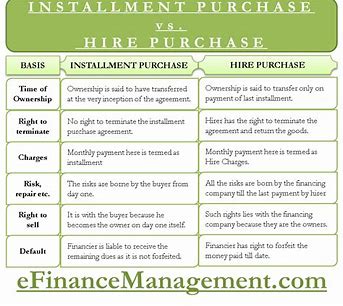 INSTALLMENT PURCHASE
vs.
HIRE PURCHASE
BASIS
INSTALLMENT PURCHASE
HIRE PURCHASE
Time of
Ownership
Ownership is said to have transferred
at the very inception of the agreement.
Ownership is said to transfer only on
payment of last installment.
Right to
terminate
No right to terminate the installment
purchase agreement.
Hirer has the right to terminate the
agreement and return the goods.
Charges
Monthly payment here is termed as
installment
Monthly payment here is termed as
Hire Charges.
Risk,
repair etc.
The risks are borne by the buyer from
day one.
All the risks are born by the financing
company till the last payment by hirer
Right to
sell
It is with the buyer because he
becomes the owner on day one itself.
Such rights lie with the financing
company because they are the owners.
Default
Financier is liable to receive the
remaining dues as it is not forfeited.
Financier has right to forfeit the
money paid till date.
eFinanceManagement.com